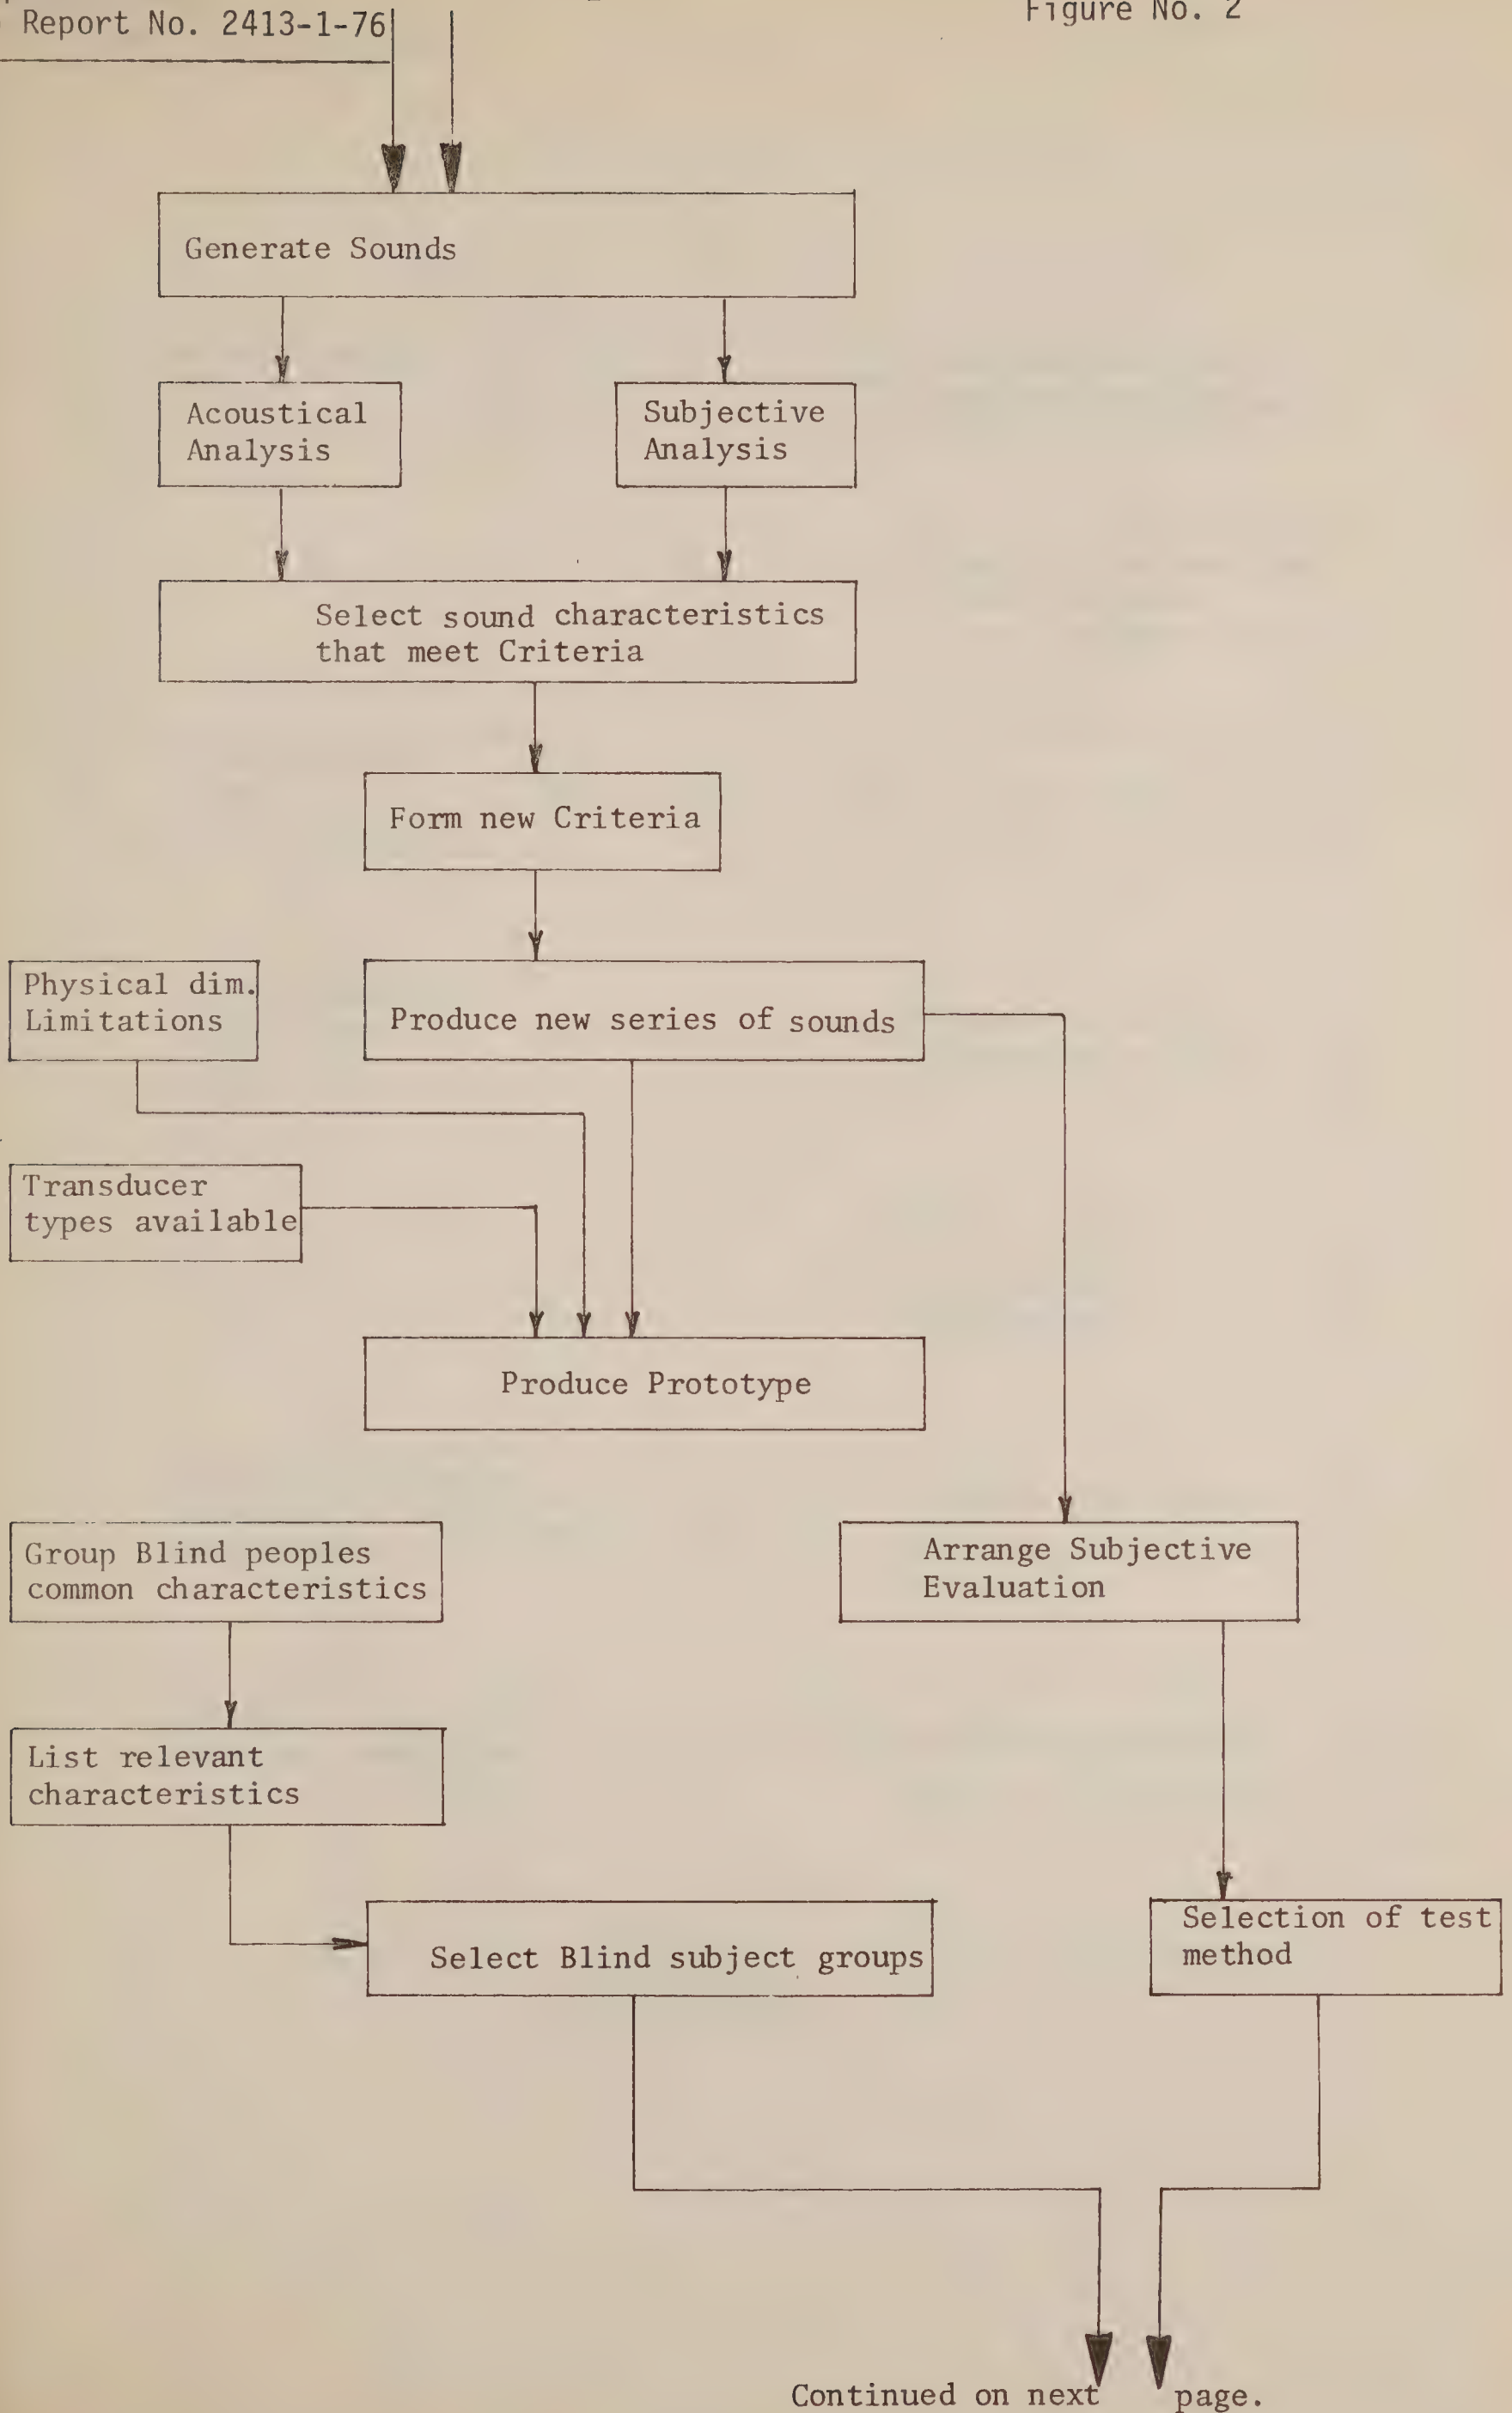 Report No. 2413-1-76
Figure No. 2
Generate Sounds
Acoustical
Analysis
Subjective
Analysis
Select sound characteristics
that meet Criteria
Form new Criteria
Physical dim.
Limitations
Produce new series of sounds
Transducer
types available
Produce Prototype
Group Blind peoples
common characteristics
Arrange Subjective
Evaluation
List relevant
characteristics
Select Blind subject groups
Selection of test
method
Continued on next page.